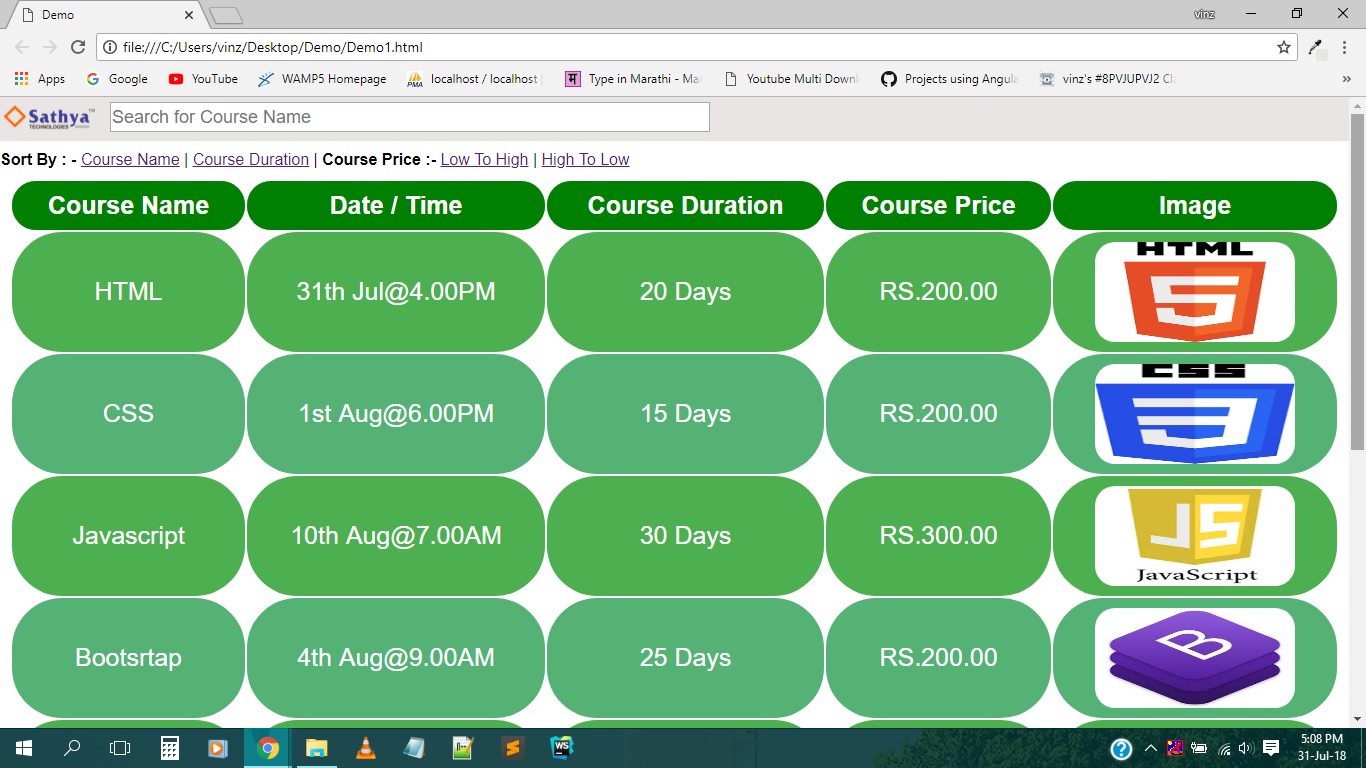 Demo
vinz
file:///C:/Users/vinz/Desktop/Demo/Demo1.html
Apps Google YouTube WAMP5 Homepage localhost / localhost | Type in Marathi - Mar Youtube Multi Downl Projects using Angula vinz's #8PVJUPVJ2 Cl
Sathya
TECHNOLOGIES
Search for Course Name
Sort By : - Course Name | Course Duration | Course Price :- Low To High | High To Low
Course Name Date / Time Course Duration Course Price Image
HTML
HTML 31th Jul@4.00PM 20 Days RS.200.00
CSS
CSS 1st Aug@6.00PM 15 Days RS.200.00
JS
Javascript 10th Aug@7.00AM 30 Days RS.300.00
JavaScript
Bootsrtap 4th Aug@9.00AM 25 Days RS.200.00
B
5:08 PM
31-Jul-18